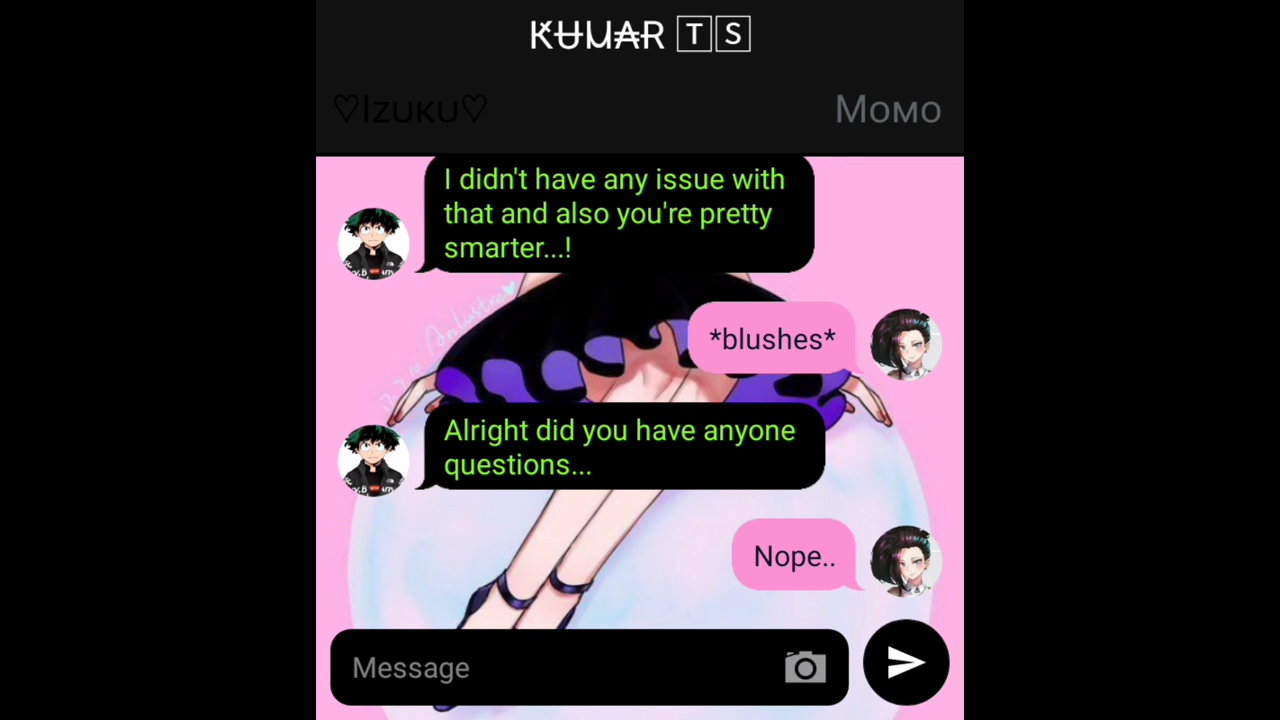 KUMAR 🅃🅂
♡Izuku♡
Momo
I didn't have any issue with
that and also you're pretty
smarter...!
*blushes*
Alright did you have anyone
questions...
Nope..
Message